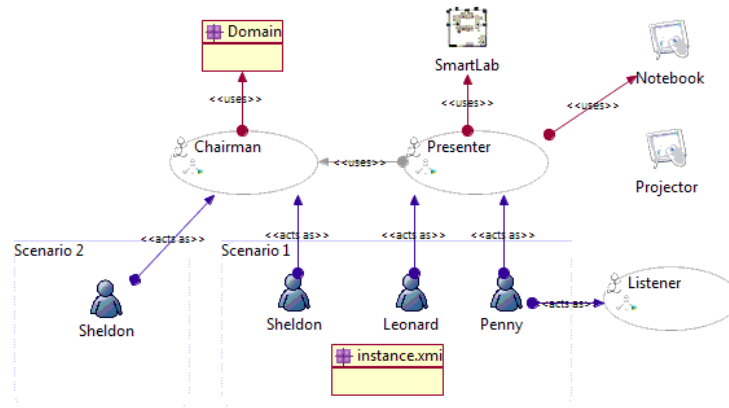 Domain
SmartLab
Notebook
<<uses>>
<<uses>>
<<uses>>
Chairman
<<uses>>
Presenter
Projector
<<acts as>>
<<acts as>>
<<acts as>>
<<acts as>>
Scenario 2
Scenario 1
Listener
Sheldon
Sheldon
Leonard
Penny
<<acts as>>
instance.xmi